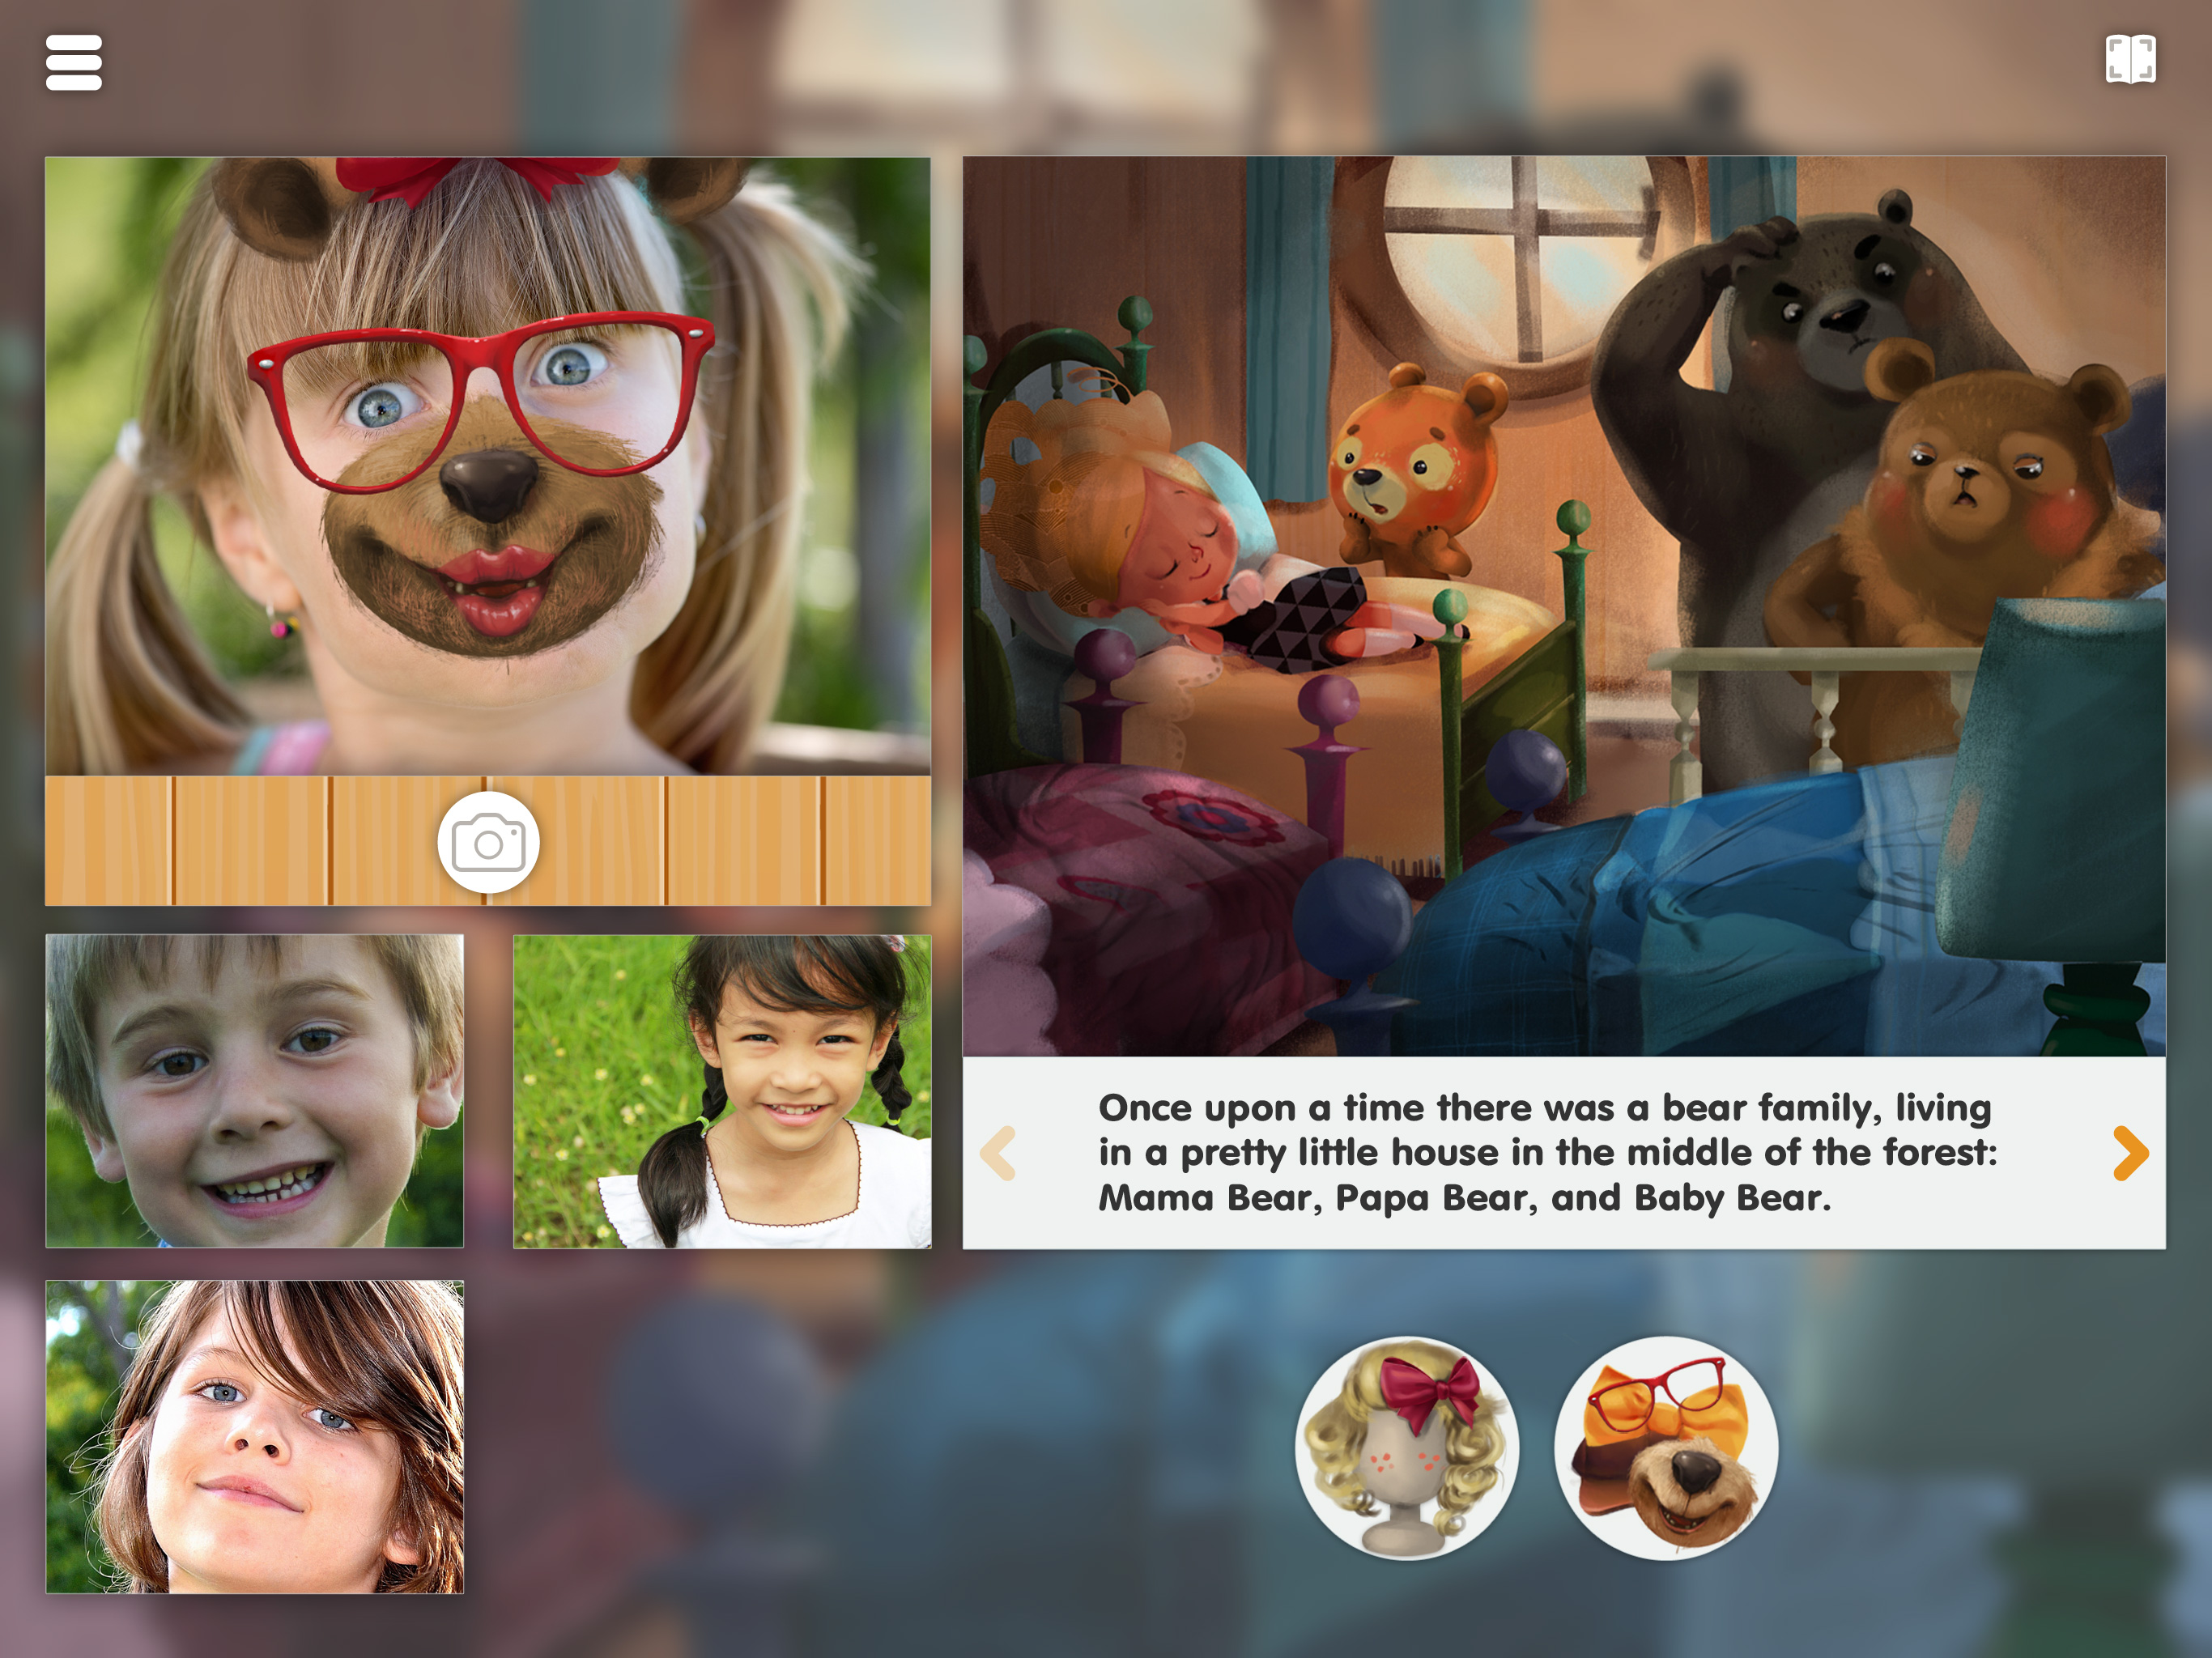 Once upon a time there was a bear family, living
in a pretty little house in the middle of the forest:
Mama Bear, Papa Bear, and Baby Bear.